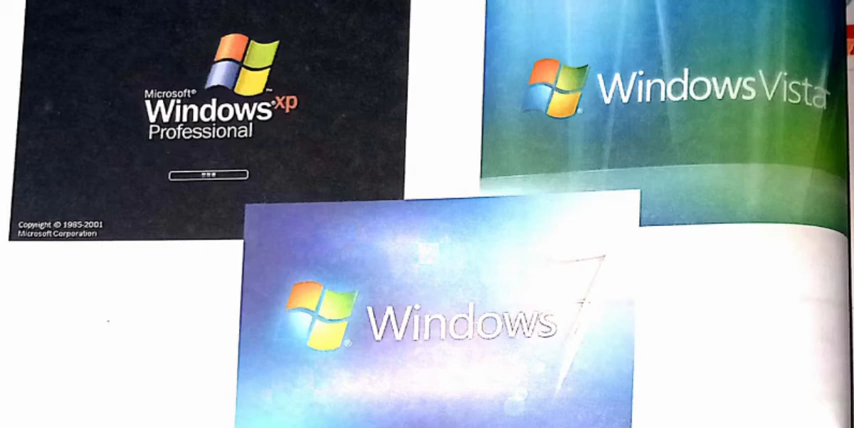 Microsoft®
Windows xp
Professional
Copyright © 1985-2001
Microsoft Corporation
Windows Vista
Windows 7